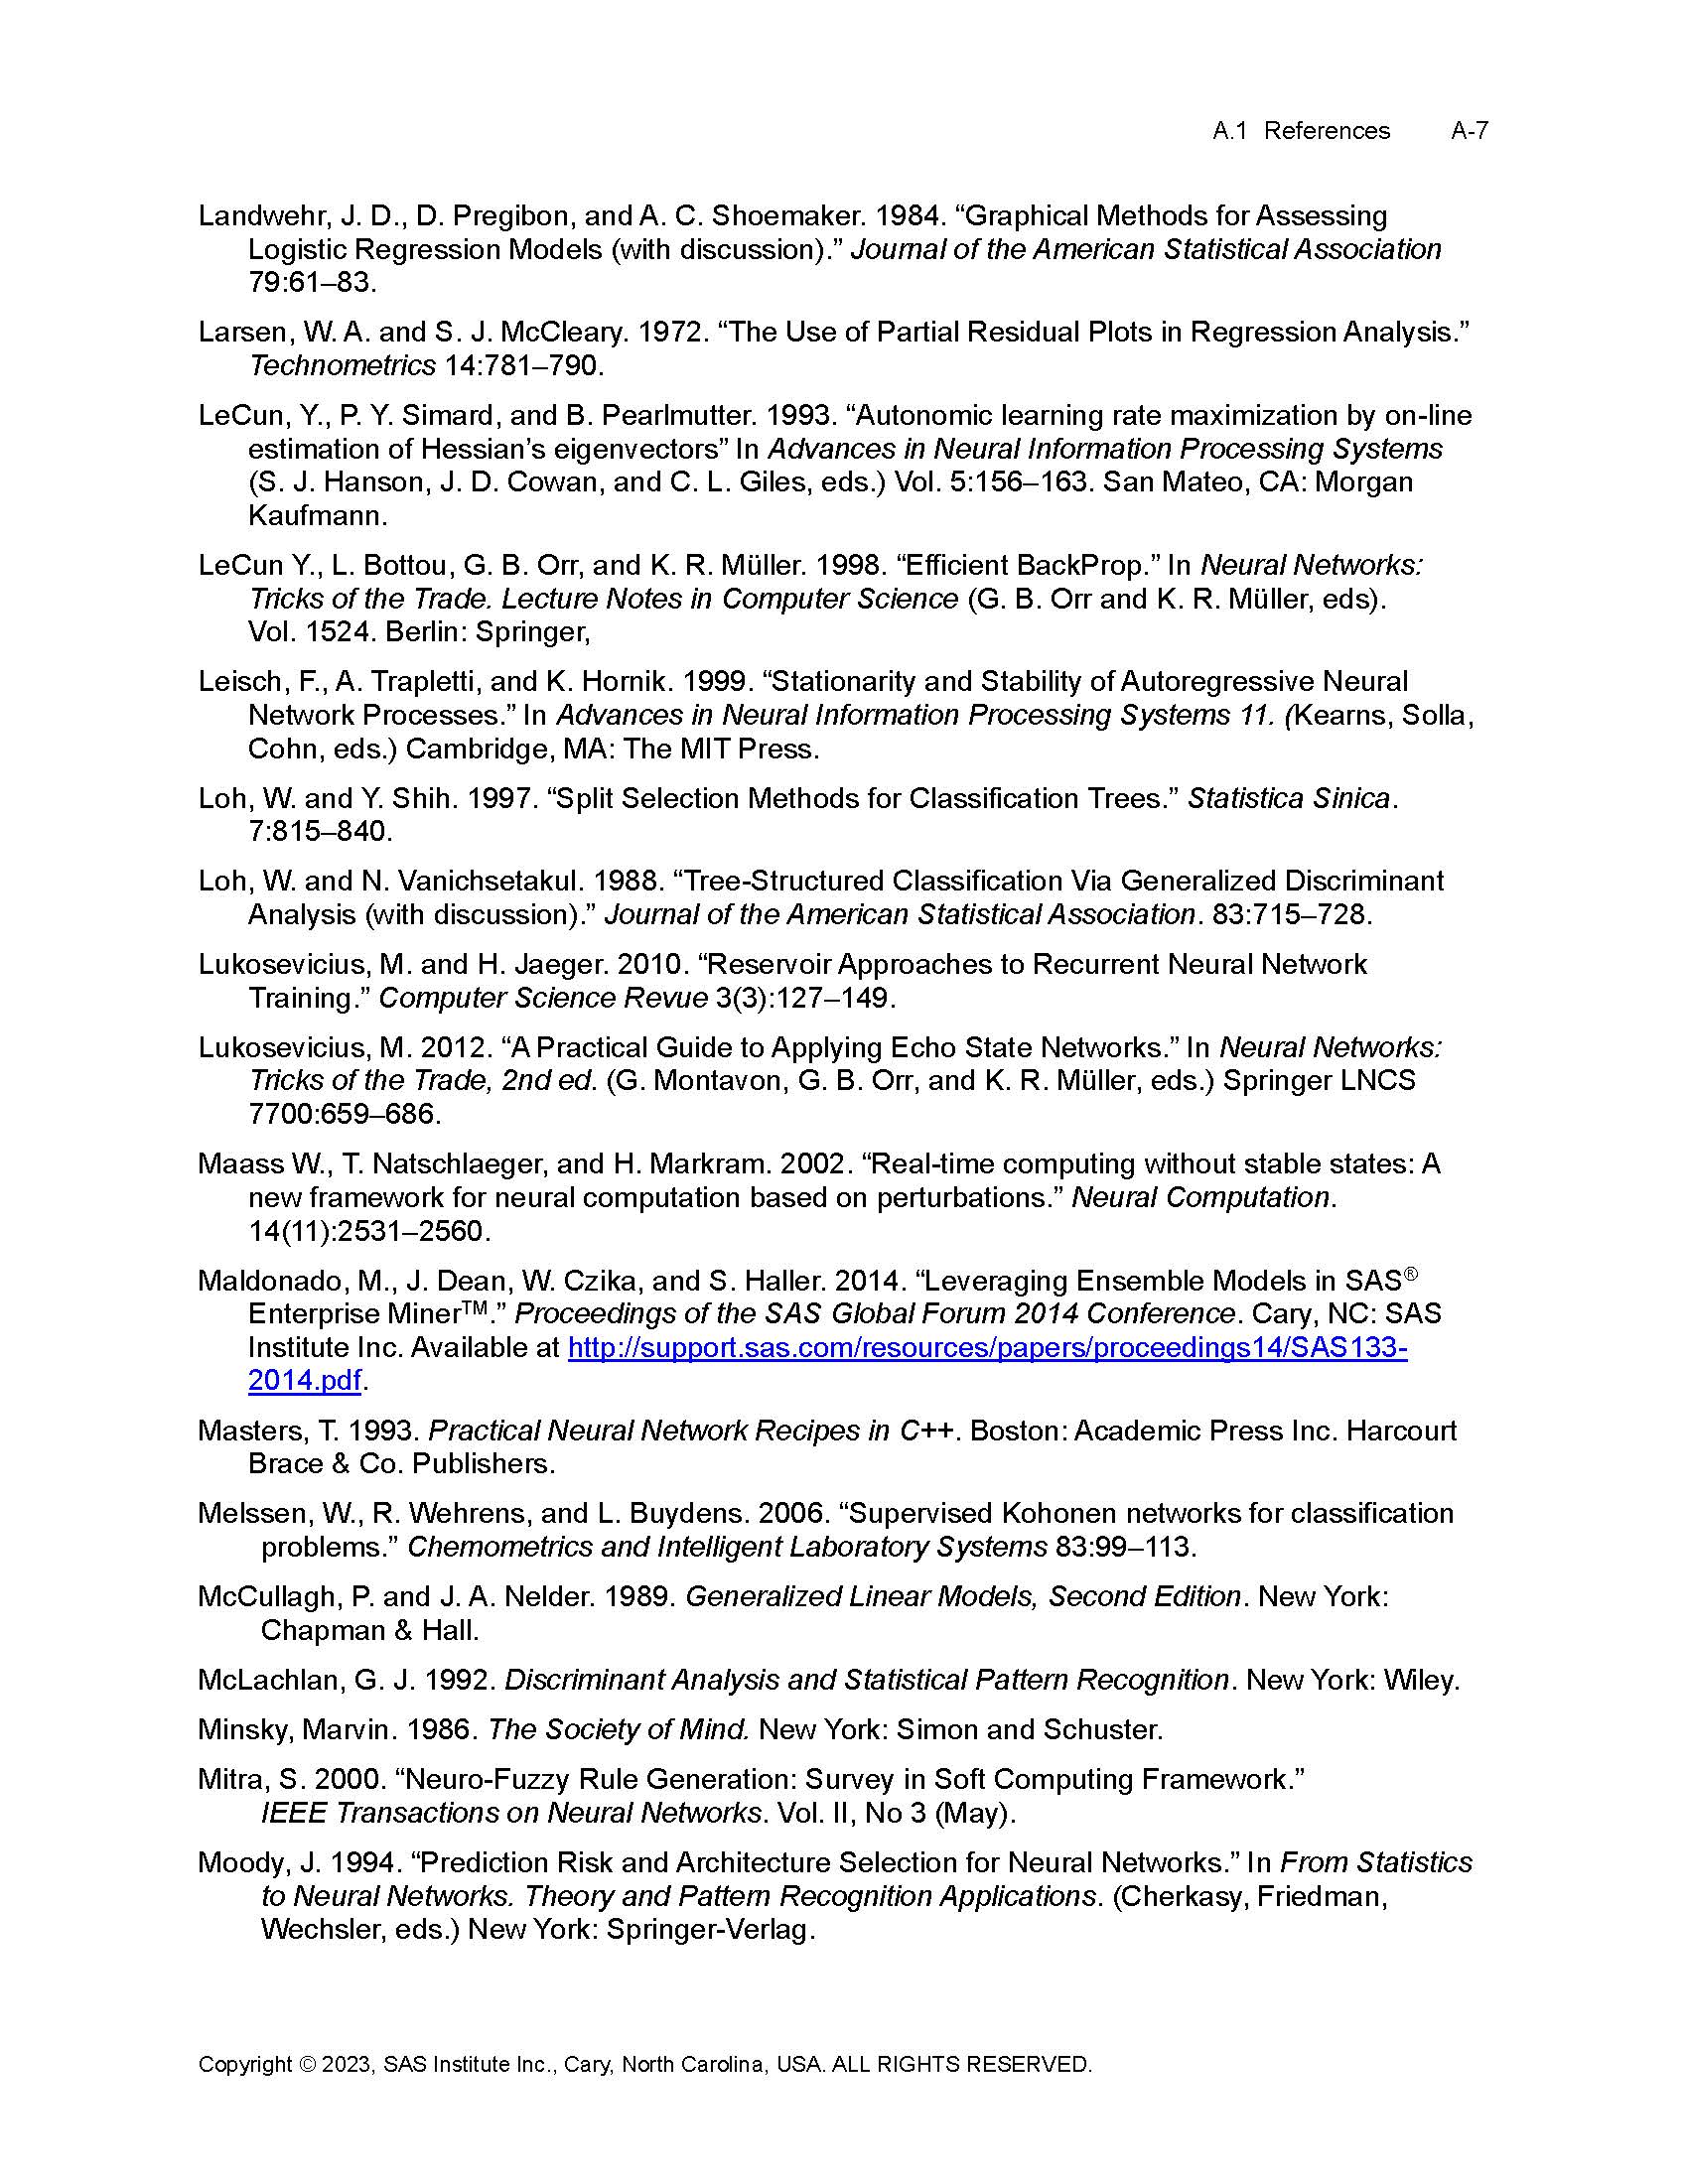 A.1 References A-7
Landwehr, J. D., D. Pregibon, and A. C. Shoemaker. 1984. “Graphical Methods for Assessing
Logistic Regression Models (with discussion).” Journal of the American Statistical Association
79:61–83.
Larsen, W. A. and S. J. McCleary. 1972. “The Use of Partial Residual Plots in Regression Analysis.”
Technometrics 14:781–790.
LeCun, Y., P. Y. Simard, and B. Pearlmutter. 1993. “Autonomic learning rate maximization by on-line
estimation of Hessian’s eigenvectors” In Advances in Neural Information Processing Systems
(S. J. Hanson, J. D. Cowan, and C. L. Giles, eds.) Vol. 5:156–163. San Mateo, CA: Morgan
Kaufmann.
LeCun Y., L. Bottou, G. B. Orr, and K. R. Müller. 1998. “Efficient BackProp.” In Neural Networks:
Tricks of the Trade. Lecture Notes in Computer Science (G. B. Orr and K. R. Müller, eds).
Vol. 1524. Berlin: Springer,
Leisch, F., A. Trapletti, and K. Hornik. 1999. “Stationarity and Stability of Autoregressive Neural
Network Processes.” In Advances in Neural Information Processing Systems 11. (Kearns, Solla,
Cohn, eds.) Cambridge, MA: The MIT Press.
Loh, W. and Y. Shih. 1997. “Split Selection Methods for Classification Trees.” Statistica Sinica.
7:815–840.
Loh, W. and N. Vanichsetakul. 1988. “Tree-Structured Classification Via Generalized Discriminant
Analysis (with discussion).” Journal of the American Statistical Association. 83:715–728.
Lukosevicius, M. and H. Jaeger. 2010. “Reservoir Approaches to Recurrent Neural Network
Training.” Computer Science Revue 3(3):127–149.
Lukosevicius, M. 2012. “A Practical Guide to Applying Echo State Networks.” In Neural Networks:
Tricks of the Trade, 2nd ed. (G. Montavon, G. B. Orr, and K. R. Müller, eds.) Springer LNCS
7700:659–686.
Maass W., T. Natschlaeger, and H. Markram. 2002. “Real-time computing without stable states: A
new framework for neural computation based on perturbations.” Neural Computation.
14(11):2531–2560.
Maldonado, M., J. Dean, W. Czika, and S. Haller. 2014. “Leveraging Ensemble Models in SAS®
Enterprise Miner™.” Proceedings of the SAS Global Forum 2014 Conference. Cary, NC: SAS
Institute Inc. Available at http://support.sas.com/resources/papers/proceedings14/SAS133-
2014.pdf.
Masters, T. 1993. Practical Neural Network Recipes in C++. Boston: Academic Press Inc. Harcourt
Brace & Co. Publishers.
Melssen, W., R. Wehrens, and L. Buydens. 2006. “Supervised Kohonen networks for classification
problems.” Chemometrics and Intelligent Laboratory Systems 83:99–113.
McCullagh, P. and J. A. Nelder. 1989. Generalized Linear Models, Second Edition. New York:
Chapman & Hall.
McLachlan, G. J. 1992. Discriminant Analysis and Statistical Pattern Recognition. New York: Wiley.
Minsky, Marvin. 1986. The Society of Mind. New York: Simon and Schuster.
Mitra, S. 2000. “Neuro-Fuzzy Rule Generation: Survey in Soft Computing Framework.”
IEEE Transactions on Neural Networks. Vol. II, No 3 (May).
Moody, J. 1994. “Prediction Risk and Architecture Selection for Neural Networks.” In From Statistics
to Neural Networks. Theory and Pattern Recognition Applications. (Cherkasy, Friedman,
Wechsler, eds.) New York: Springer-Verlag.
Copyright © 2023, SAS Institute Inc., Cary, North Carolina, USA. ALL RIGHTS RESERVED.